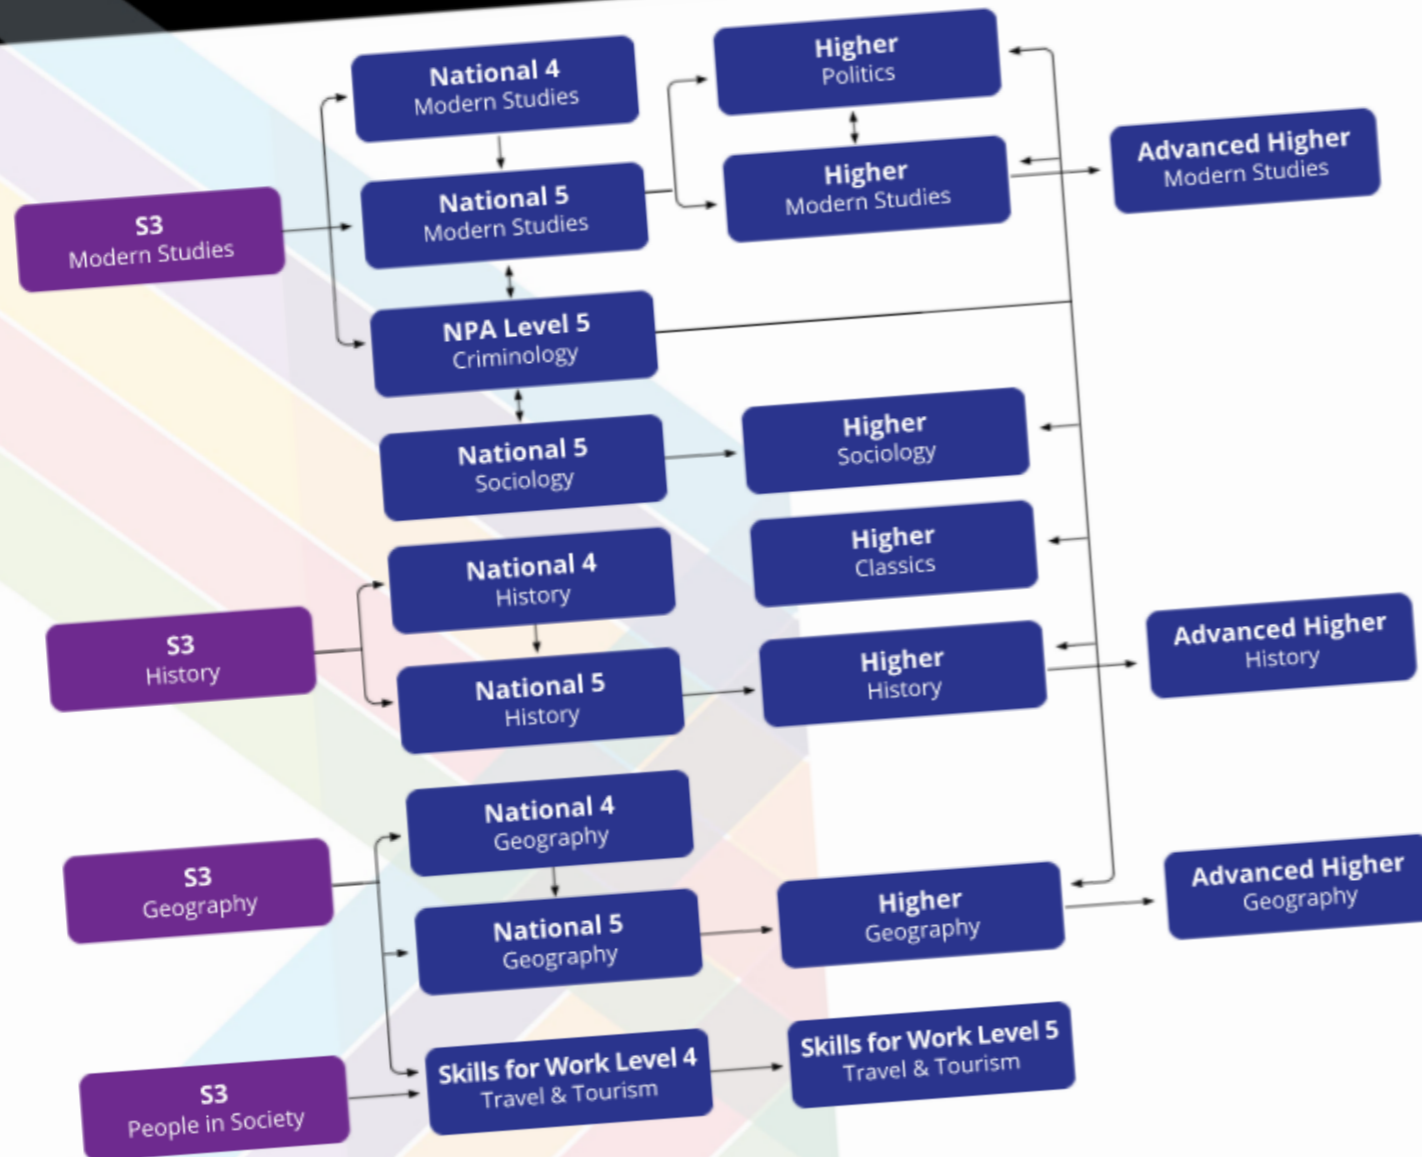 National 4
Modern Studies
Higher
Politics
National 5
Modern Studies
Higher
Modern Studies
Advanced Higher
Modern Studies
S3
Modern Studies
NPA Level 5
Criminology
National 5
Sociology
Higher
Sociology
National 4
History
Higher
Classics
S3
History
National 5
History
Higher
History
Advanced Higher
History
National 4
Geography
S3
Geography
National 5
Geography
Higher
Geography
Advanced Higher
Geography
S3
People in Society
Skills for Work Level 4
Travel & Tourism
Skills for Work Level 5
Travel & Tourism